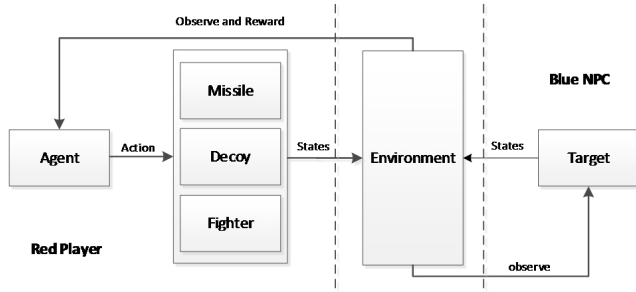 Observe and Reward
Blue NPC
Missile
Agent
Action
Decoy
States
Environment
States
Target
Fighter
Red Player
observe